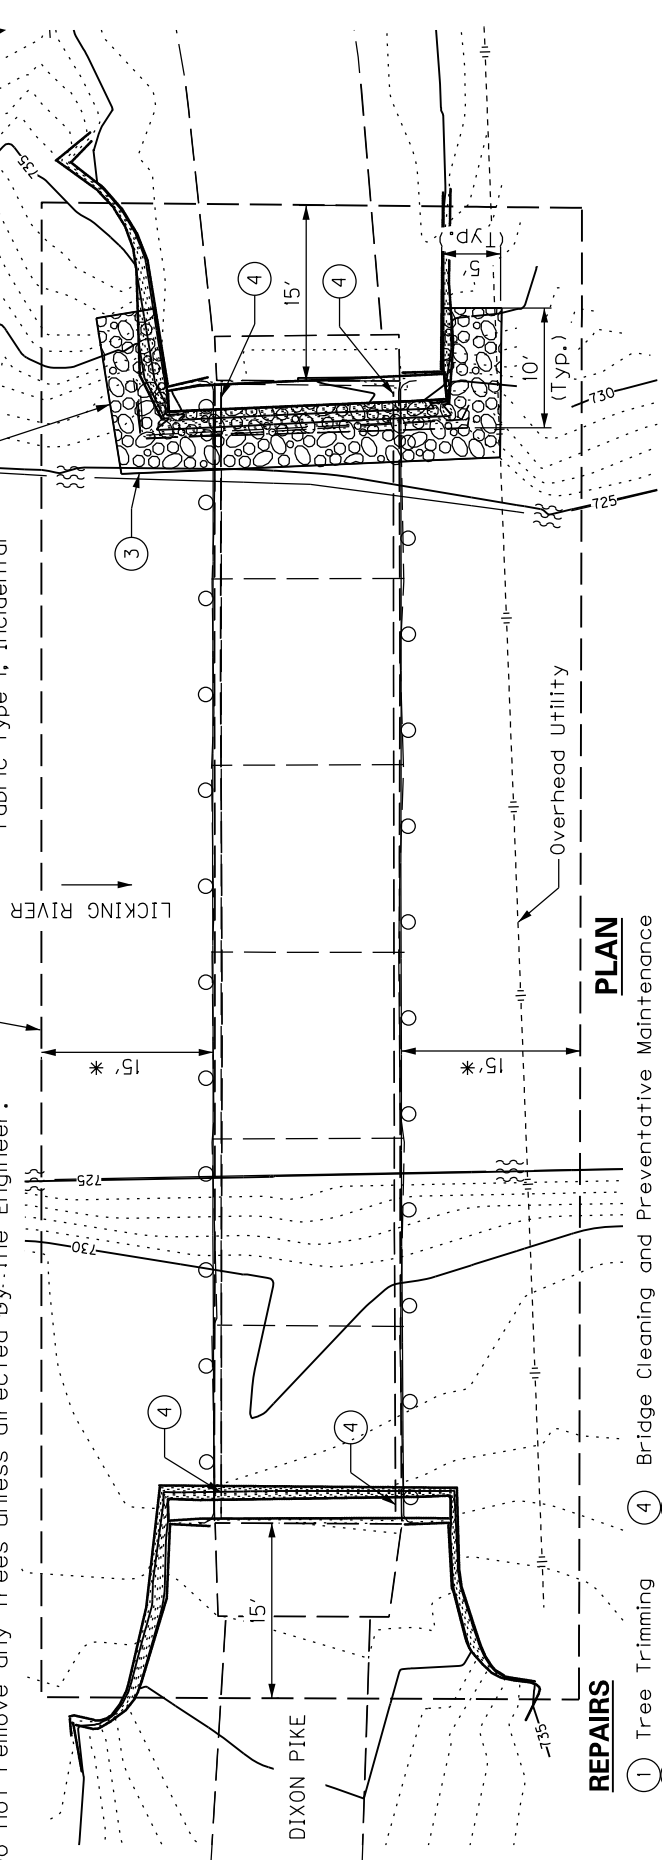 Fabric Type 1, Incidental
not remove any Trees unless directed by the Engineer.
735
4
15'
4
5'
(Typ.)
10'
(Typ.)
730
3
725
LICKING RIVER
Overhead Utility
15' *
15' *
725
730
4
4
15'
DIXON PIKE
735
PLAN
REPAIRS
1 Tree Trimming
4 Bridge Cleaning and Preventative Maintenance